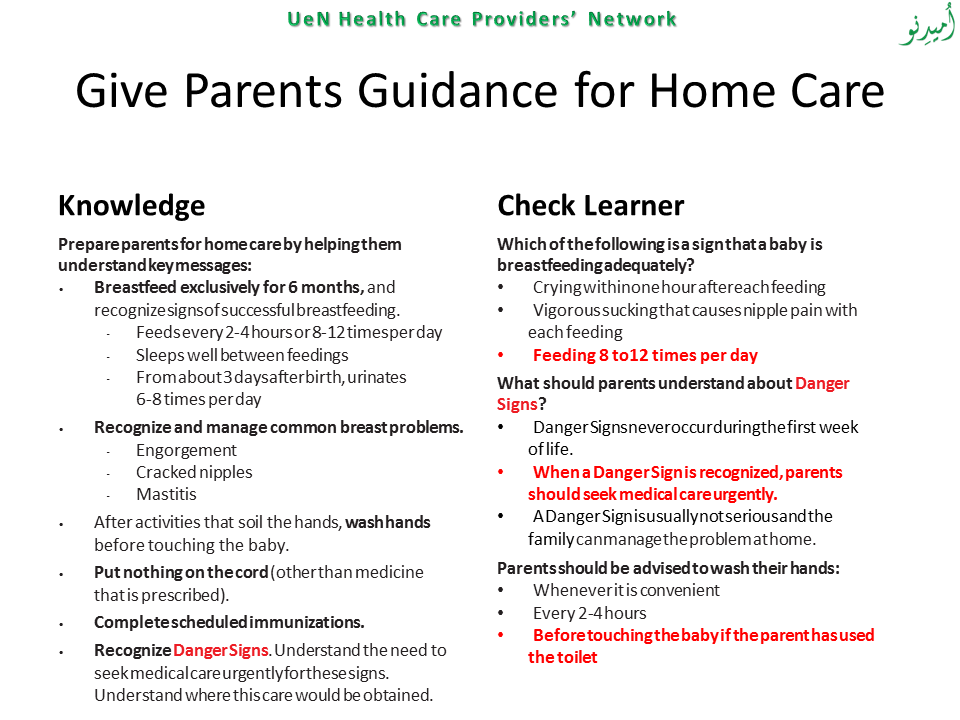 UeN Health Care Providers’ Network
اُمیدِنو
Give Parents Guidance for Home Care
Knowledge
Prepare parents for home care by helping them
understand key messages:
• Breastfeed exclusively for 6 months, and
recognize signs of successful breastfeeding.
- Feeds every 2-4 hours or 8-12 times per day
- Sleeps well between feedings
- From about 3 days after birth, urinates
6-8 times per day
• Recognize and manage common breast problems.
- Engorgement
- Cracked nipples
- Mastitis
• After activities that soil the hands, wash hands
before touching the baby.
• Put nothing on the cord (other than medicine
that is prescribed).
• Complete scheduled immunizations.
• Recognize Danger Signs. Understand the need to
seek medical care urgently for these signs.
Understand where this care would be obtained.
Check Learner
Which of the following is a sign that a baby is
breastfeeding adequately?
• Crying within one hour after each feeding
• Vigorous sucking that causes nipple pain with
each feeding
• Feeding 8 to12 times per day
What should parents understand about Danger
Signs?
• Danger Signs never occur during the first week
of life.
• When a Danger Sign is recognized, parents
should seek medical care urgently.
• A Danger Sign is usually not serious and the
family can manage the problem at home.
Parents should be advised to wash their hands:
• Whenever it is convenient
• Every 2-4 hours
• Before touching the baby if the parent has used
the toilet